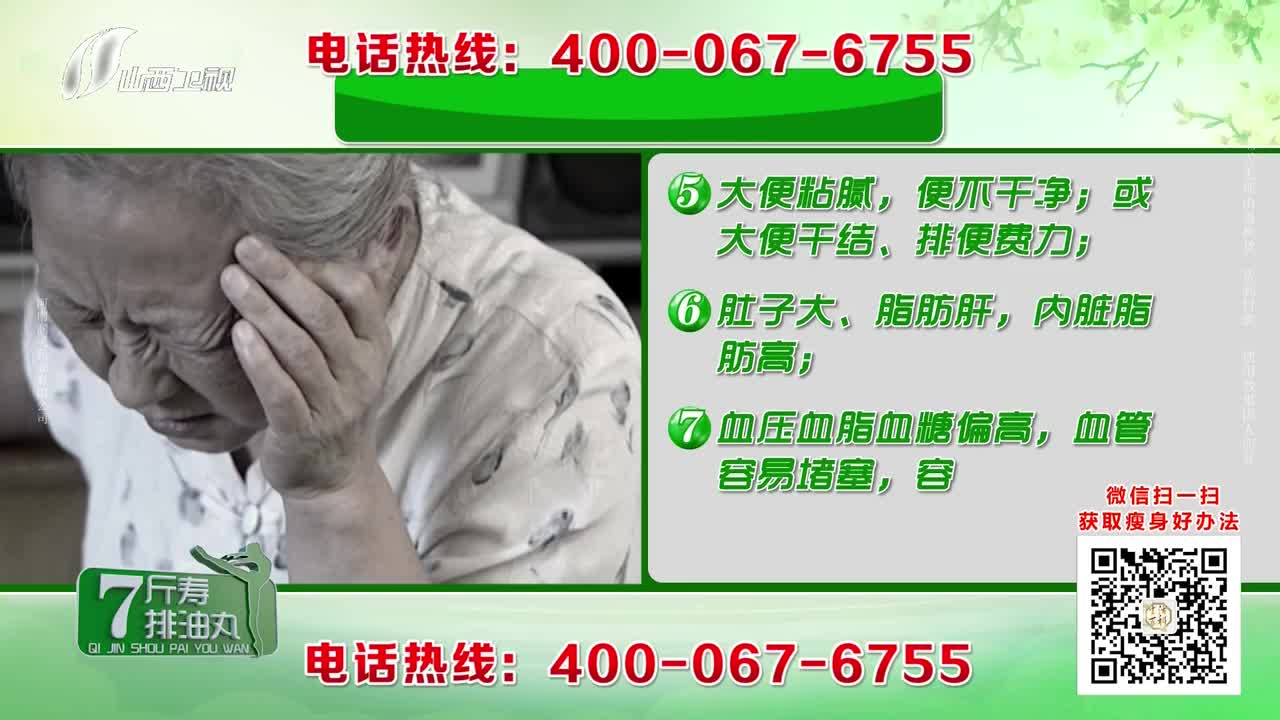 山西卫视
电话热线：400-067-6755
⑤ 大便粘腻，便不干净；或
大便干结、排便费力；
⑥ 肚子大、脂肪肝，内脏脂
肪高；
⑦ 血压血脂血糖偏高，血管
容易堵塞，容
微信扫一扫
获取瘦身好办法
7斤寿
排油丸
QI JIN SHOU PAI YOU WAN
电话热线：400-067-6755